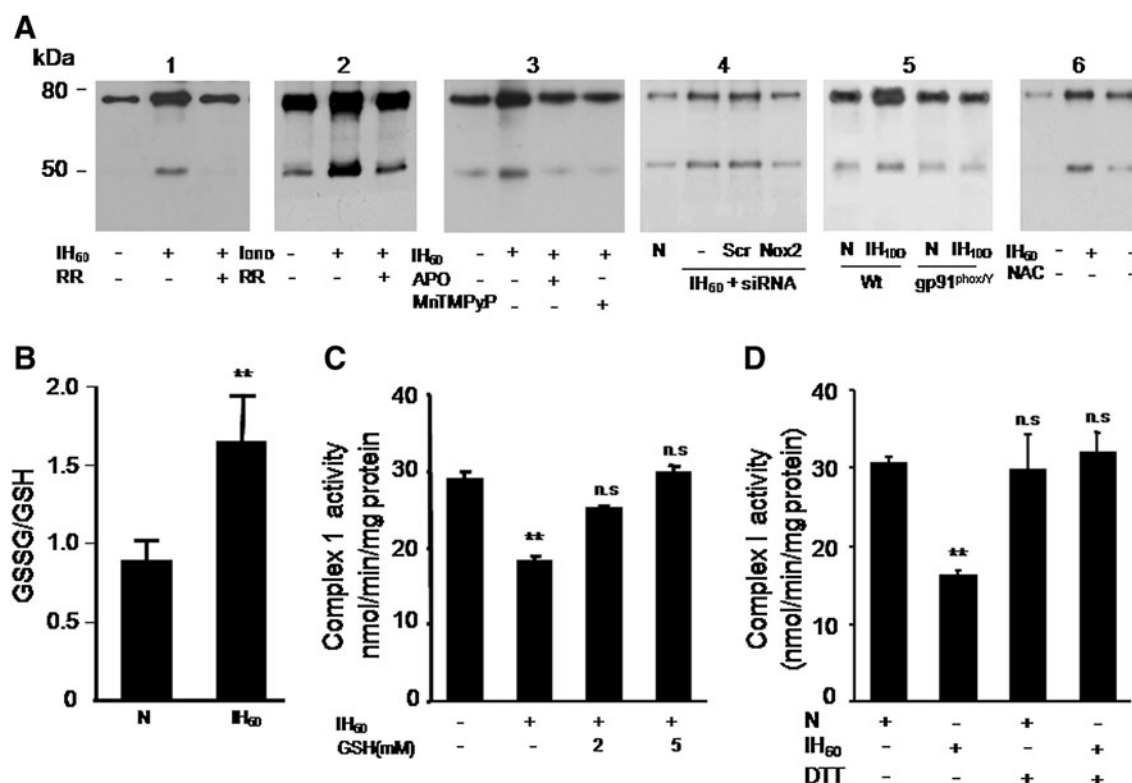 A
kDa
1 2 3 4 5 6
80
50
IH60 - + + Iono - + + IH60 - + + + N - Scr Nox2 N IH100 N IH100 IH60 - + +
RR - - + RR - - + APO - - + - IH60 + siRNA Wt gp91phox/Y NAC - -
MnTMPyP - - - +
B C D
GSSG/GSH
2.0
1.5
1.0
0.5
0
**
N IH60
Complex 1 activity
nmol/min/mg protein
40
30
20
10
0
**
n.s
n.s
IH60 - + + +
GSH(mM) - - 2 5
Complex I activity
(nmol/min/mg protein)
40
30
20
10
0
**
n.s
n.s
N + - + -
IH60 - + - +
DTT - - + +